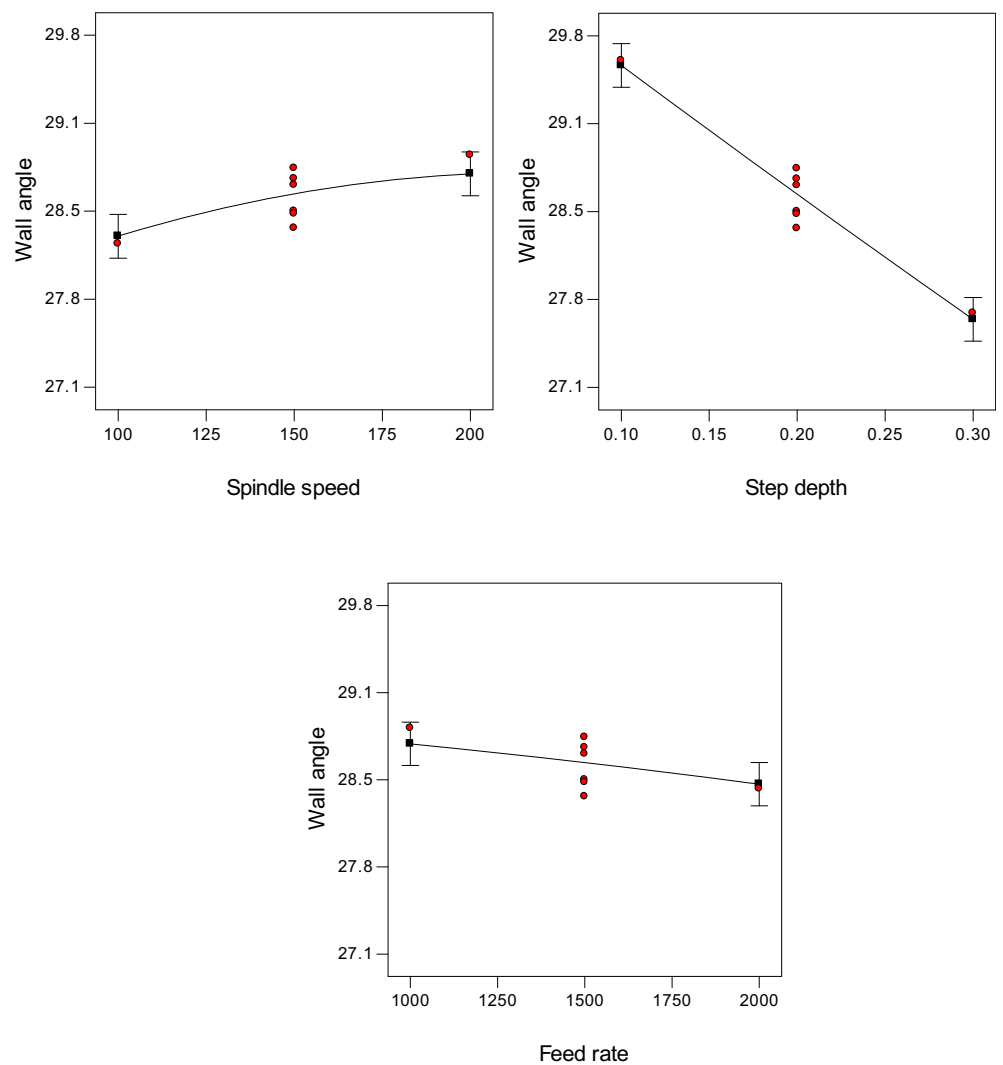 29.8
29.1
28.5
27.8
27.1
Wall angle
100 125 150 175 200
Spindle speed
29.8
29.1
28.5
27.8
27.1
Wall angle
0.10 0.15 0.20 0.25 0.30
Step depth
29.8
29.1
28.5
27.8
27.1
Wall angle
1000 1250 1500 1750 2000
Feed rate